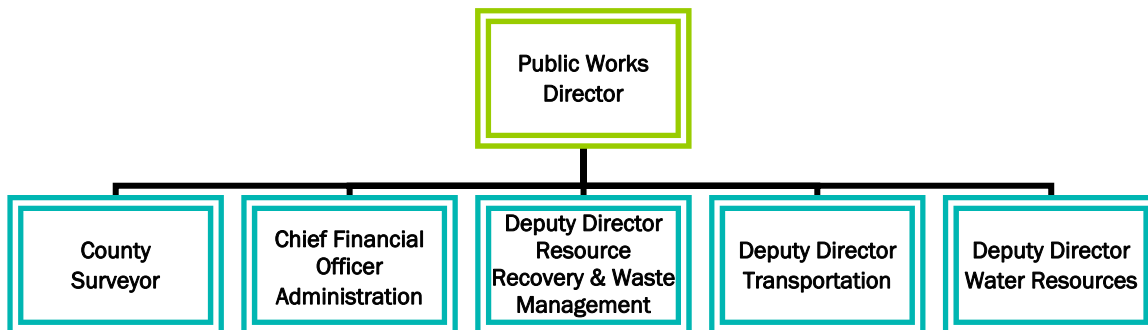 Public Works
Director
County
Surveyor
Chief Financial
Officer
Administration
Deputy Director
Resource
Recovery & Waste
Management
Deputy Director
Transportation
Deputy Director
Water Resources